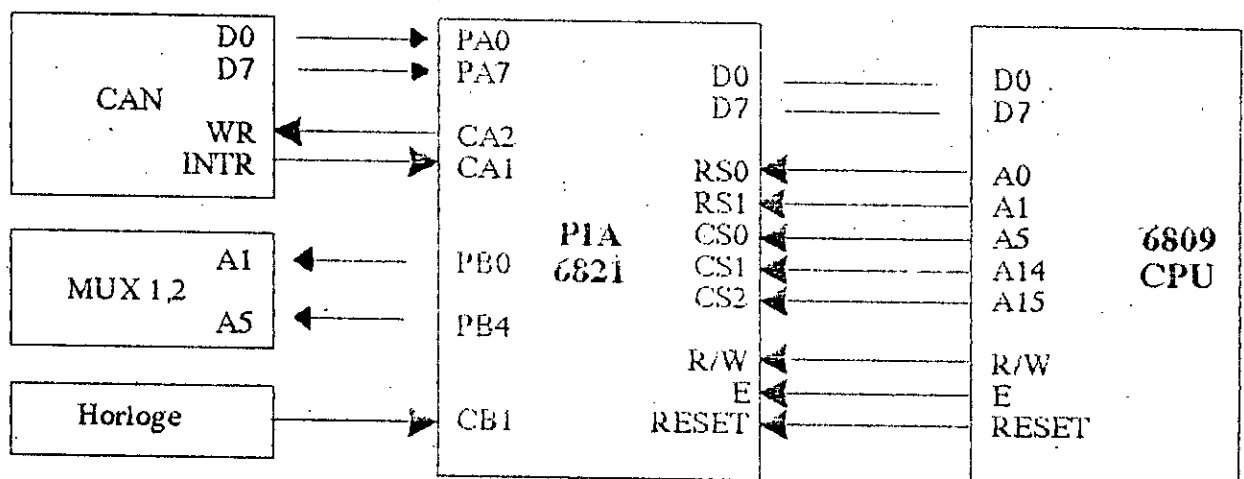 D0
D7
CAN
WR
INTR
MUX 1,2
A1
A5
Horloge
PA0
PA7
CA2
CA1
PB0
PB4
CB1
PIA
6821
D0
D7
RS0
RS1
CS0
CS1
CS2
R/W
E
RESET
D0
D7
A0
A1
A5
A14
A15
R/W
E
RESET
6809
CPU